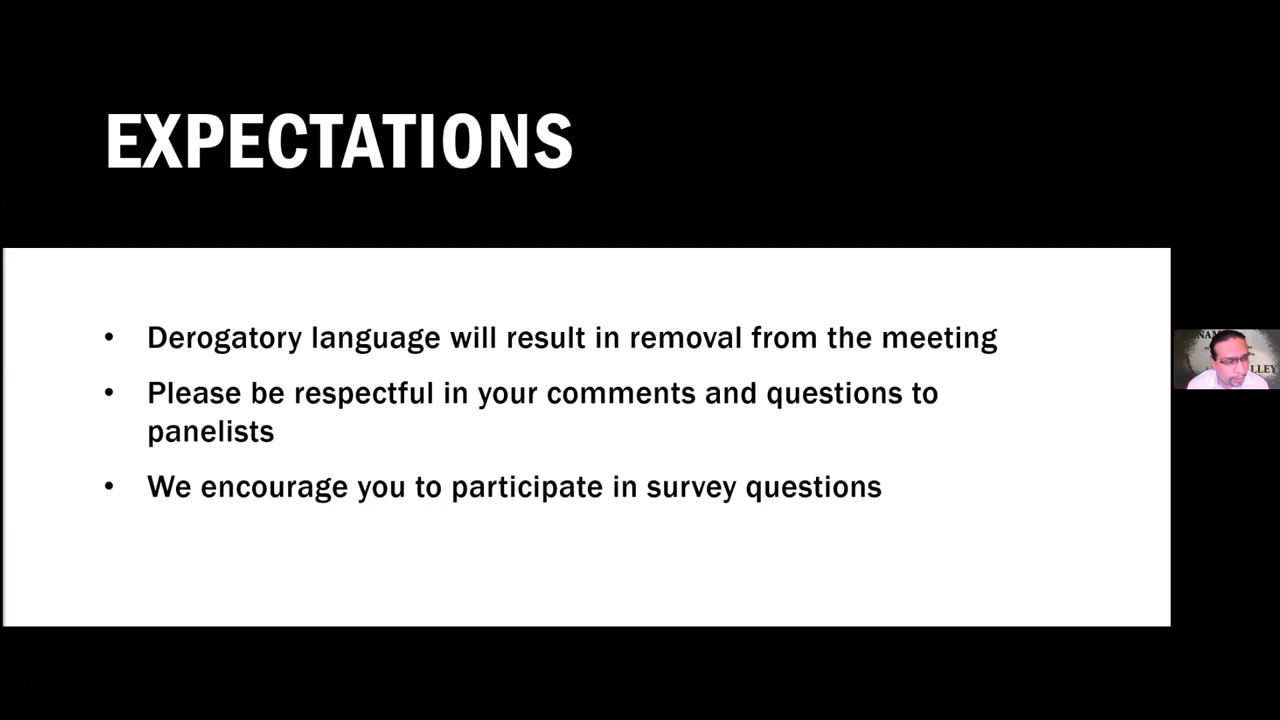 EXPECTATIONS
• Derogatory language will result in removal from the meeting
• Please be respectful in your comments and questions to
panelists
• We encourage you to participate in survey questions